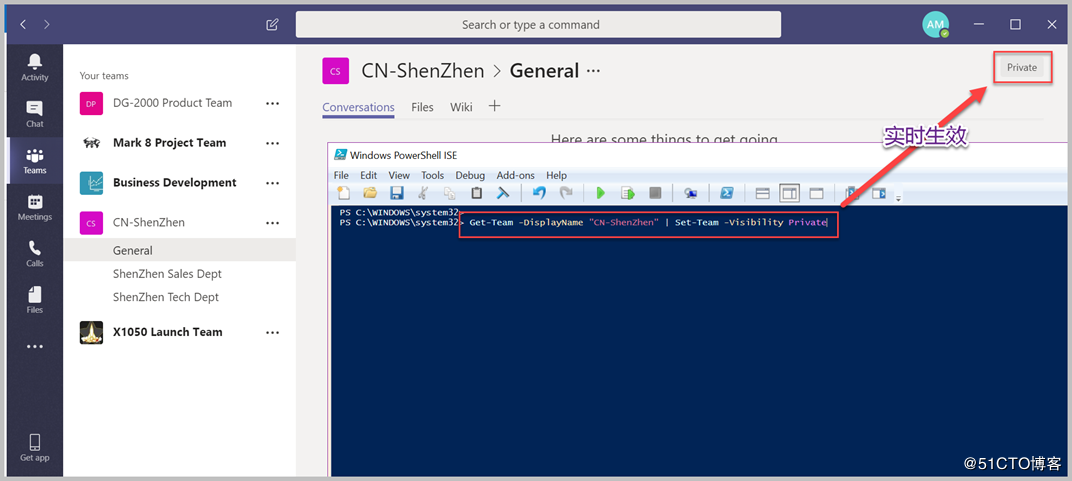 Search or type a command
AM
Activity
Chat
Teams
Meetings
Calls
Files
Get app
Your teams
DP DG-2000 Product Team
Mark 8 Project Team
Business Development
CS CN-ShenZhen
General
ShenZhen Sales Dept
ShenZhen Tech Dept
X1050 Launch Team
CS CN-ShenZhen > General
Private
Conversations Files Wiki
Here are some things to get going
实时生效
Windows PowerShell ISE
File Edit View Tools Debug Add-ons Help
PS C:\WINDOWS\system32>
PS C:\WINDOWS\system32> Get-Team -DisplayName "CN-ShenZhen" | Set-Team -Visibility Private
@51CTO博客